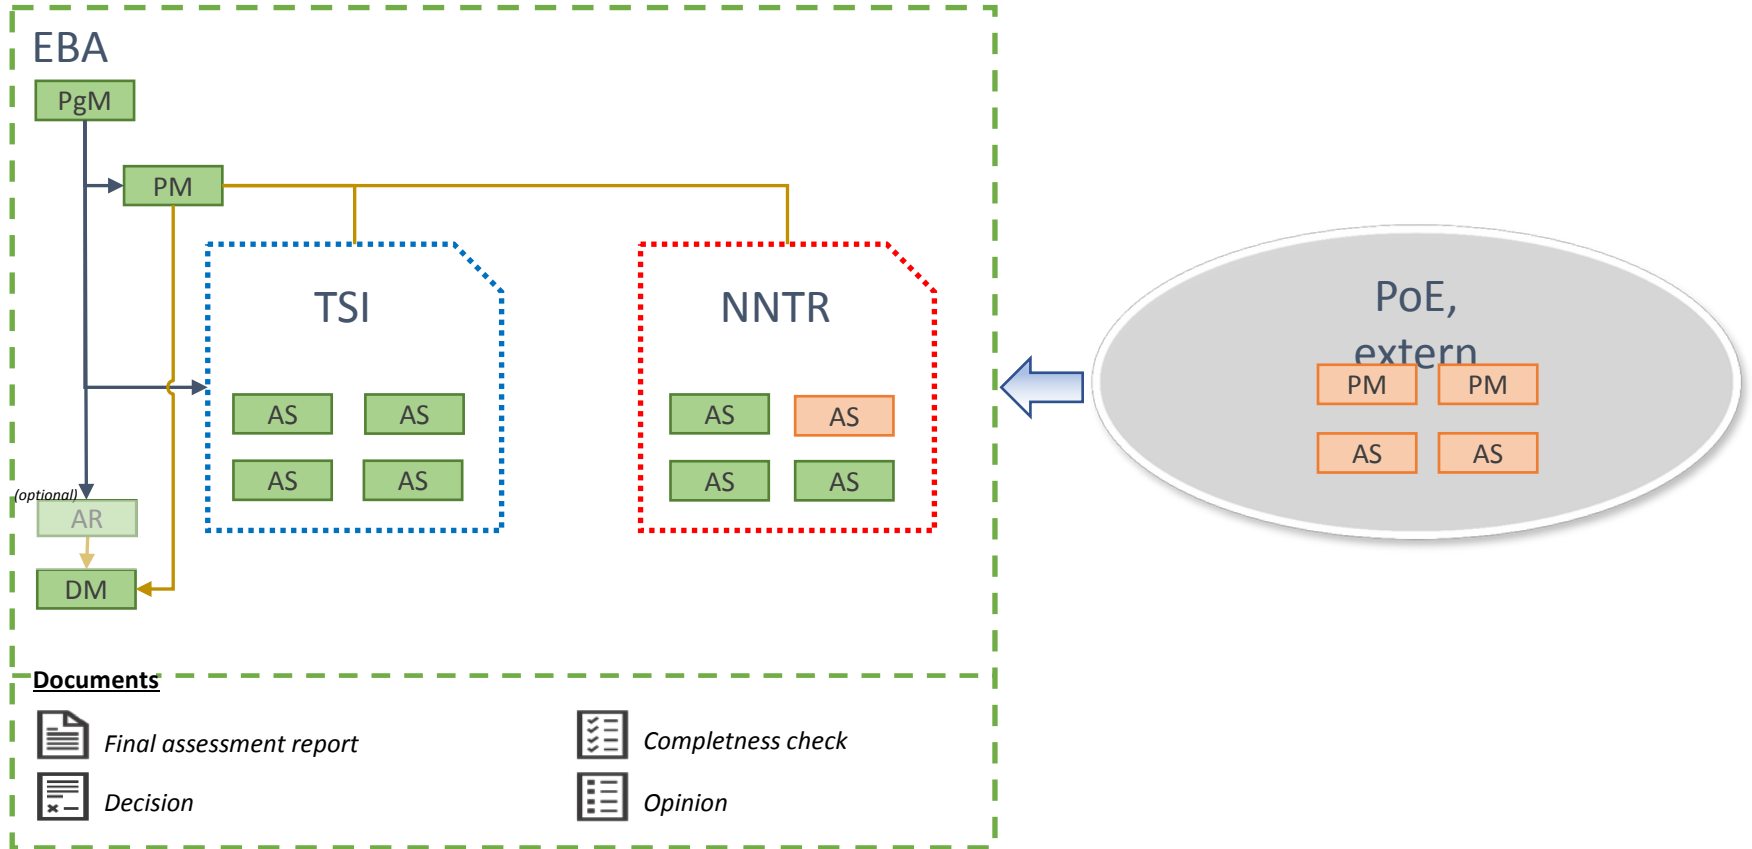 EBA
PgM
PM
TSI
NNTR
AS
AS
AS
AS
AS
AS
AS
AS
PoE,
extern
PM
PM
AS
AS
(optional)
AR
DM
Documents
Final assessment report
Completness check
Decision
Opinion